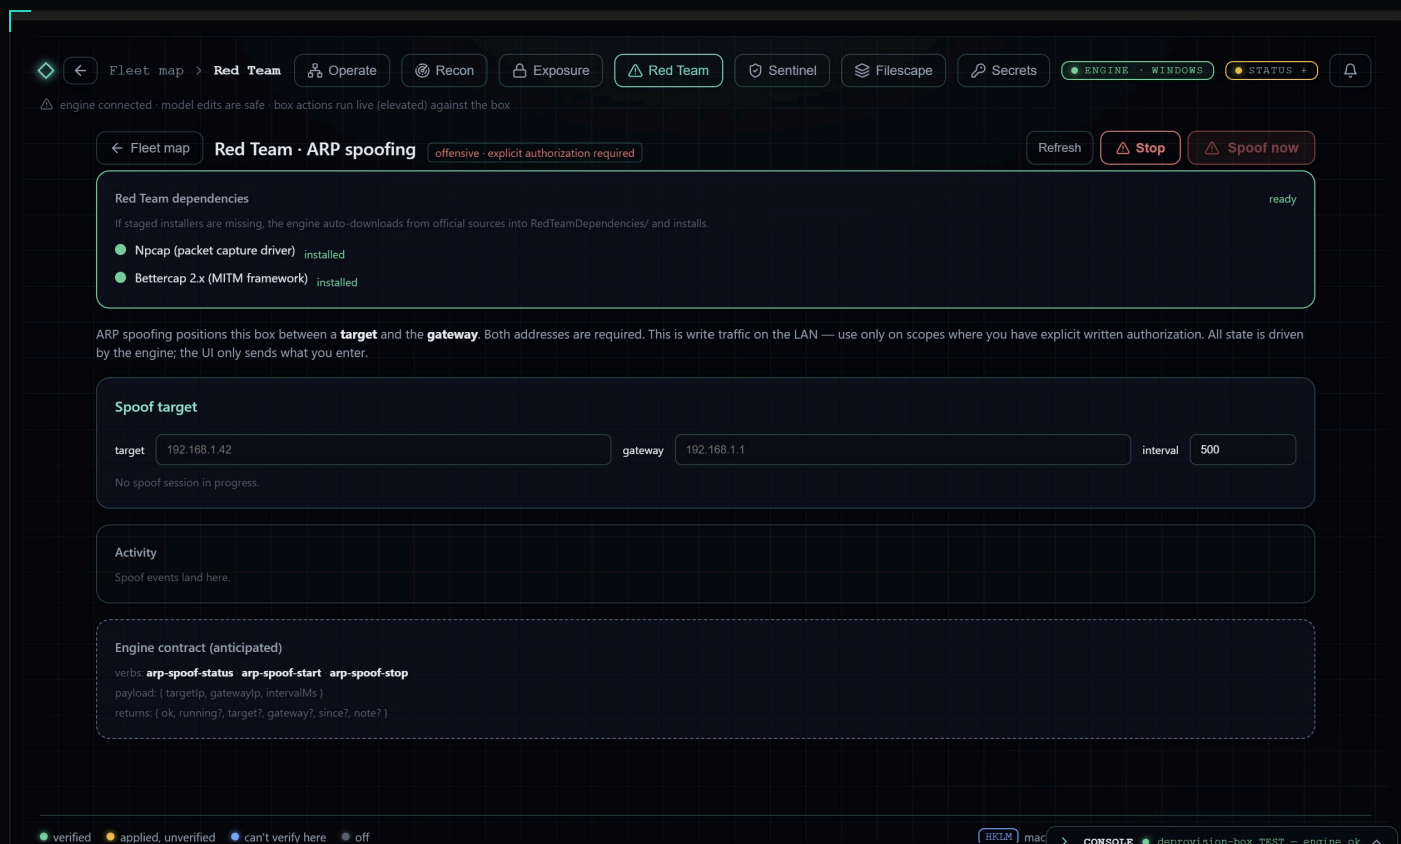 Fleet map > Red Team Operate Recon Exposure Red Team Sentinel Filescape Secrets ENGINE · WINDOWS STATUS +
engine connected · model edits are safe · box actions run live (elevated) against the box
Fleet map Red Team · ARP spoofing offensive · explicit authorization required Refresh Stop Spoof now
Red Team dependencies ready
If staged installers are missing, the engine auto-downloads from official sources into RedTeamDependencies/ and installs.
Npcap (packet capture driver) installed
Bettercap 2.x (MITM framework) installed
ARP spoofing positions this box between a target and the gateway. Both addresses are required. This is write traffic on the LAN — use only on scopes where you have explicit written authorization. All state is driven
by the engine; the UI only sends what you enter.
Spoof target
target 192.168.1.42 gateway 192.168.1.1 interval 500
No spoof session in progress.
Activity
Spoof events land here.
Engine contract (anticipated)
verbs: arp-spoof-status · arp-spoof-start · arp-spoof-stop
payload: { targetIp, gatewayIp, intervalMs }
returns: { ok, running?, target?, gateway?, since?, note? }
verified applied, unverified can't verify here off HKLM mac CONSOLE deprovision-box TEST — engine ok